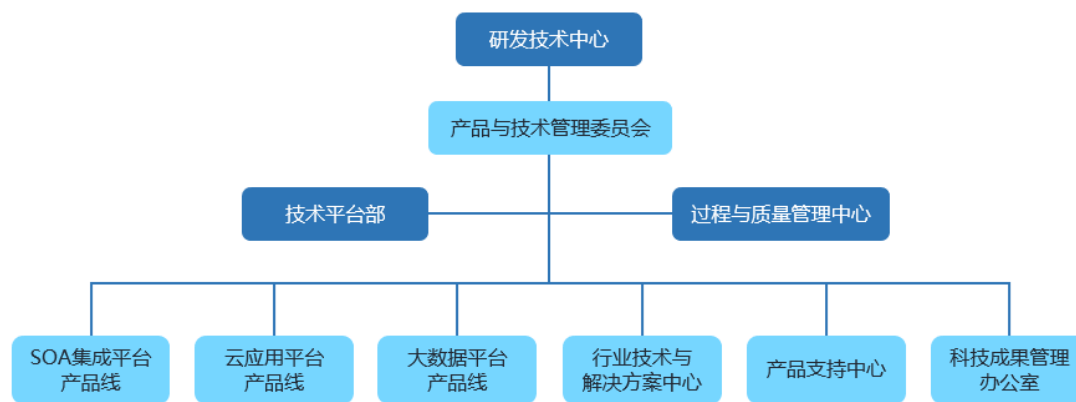 研发技术中心
产品与技术管理委员会
技术平台部
过程与质量管理中心
SOA集成平台
产品线
云应用平台
产品线
大数据平台
产品线
行业技术与
解决方案中心
产品支持中心
科技成果管理
办公室